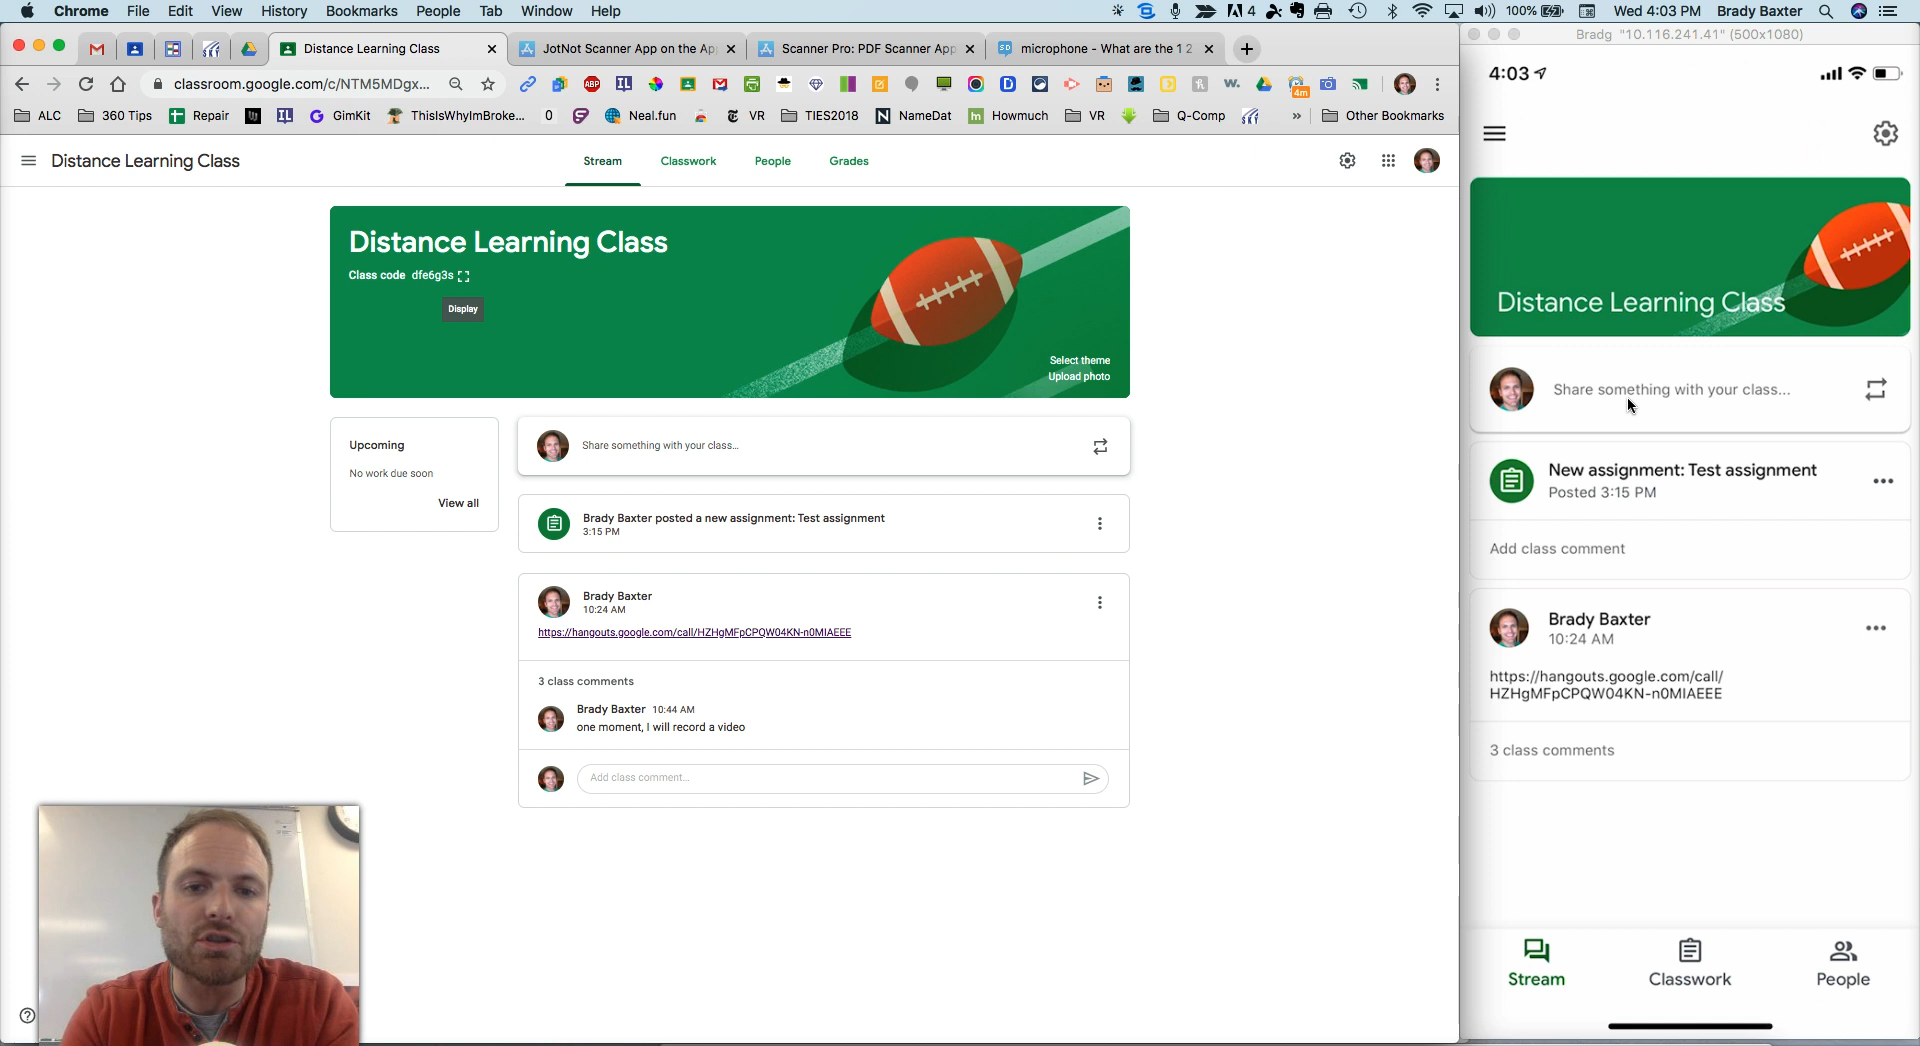 Chrome File Edit View History Bookmarks People Tab Window Help
4 100% Wed 4:03 PM Brady Baxter
Distance Learning Class
JotNot Scanner App on the Ap
Scanner Pro: PDF Scanner App
microphone - What are the 1 2
classroom.google.com/c/NTM5MDgx...
ALC 360 Tips Repair GimKit ThisIsWhyImBroke... 0 Neal.fun VR TIES2018 NameDat Howmuch VR Q-Comp » Other Bookmarks
Distance Learning Class
Stream Classwork People Grades
Distance Learning Class
Class code dfe6g3s
Display
Select theme
Upload photo
Upcoming
No work due soon
View all
Share something with your class...
Brady Baxter posted a new assignment: Test assignment
3:15 PM
Brady Baxter
10:24 AM
https://hangouts.google.com/call/HZHgMFpCPQW04KN-n0MIAEEE
3 class comments
Brady Baxter 10:44 AM
one moment, I will record a video
Add class comment...
Bradg "10.116.241.41" (500x1080)
4:03
Distance Learning Class
Share something with your class...
New assignment: Test assignment
Posted 3:15 PM
Add class comment
Brady Baxter
10:24 AM
https://hangouts.google.com/call/
HZHgMFpCPQW04KN-n0MIAEEE
3 class comments
Stream Classwork People